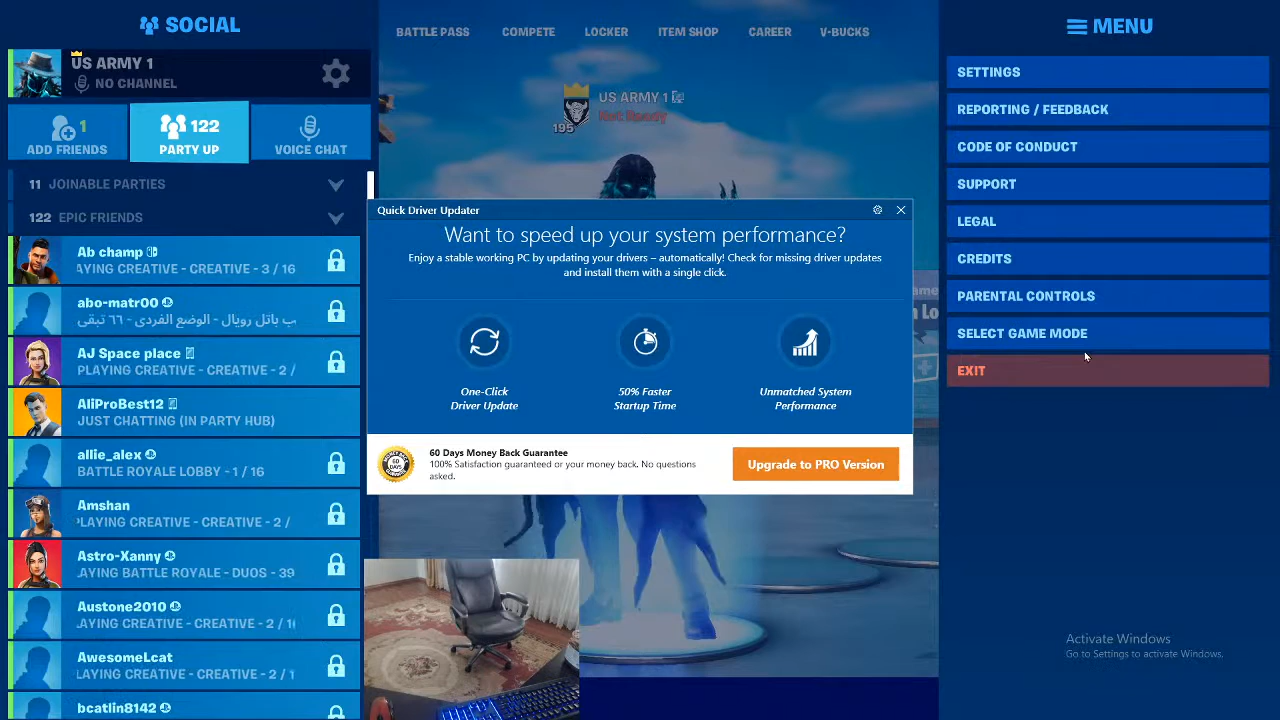 SOCIAL
US ARMY 1
NO CHANNEL
1
ADD FRIENDS
122
PARTY UP
VOICE CHAT
11 JOINABLE PARTIES
122 EPIC FRIENDS
Ab champ
AYING CREATIVE - CREATIVE - 3 / 16
abo-matr00
ب باتل رويال - الوضع الفردي - ٦٦ تبقى
AJ Space place
PLAYING CREATIVE - CREATIVE - 2 /
AliProBest12
JUST CHATTING (IN PARTY HUB)
allie_alex
BATTLE ROYALE LOBBY - 1 / 16
Amshan
PLAYING CREATIVE - CREATIVE - 2 /
Astro-Xanny
AYING BATTLE ROYALE - DUOS - 39
Austone2010
AYING CREATIVE - CREATIVE - 2 / 1
AwesomeLcat
LAYING CREATIVE - CREATIVE - 2 / 1
bcatlin8142
BATTLE PASS
COMPETE
LOCKER
ITEM SHOP
CAREER
V-BUCKS
US ARMY 1
195
Not Ready
Quick Driver Updater
Want to speed up your system performance?
Enjoy a stable working PC by updating your drivers – automatically! Check for missing driver updates
and install them with a single click.
One-Click
Driver Update
50% Faster
Startup Time
Unmatched System
Performance
60 DAYS
60 Days Money Back Guarantee
100% Satisfaction guaranteed or your money back. No questions
asked.
Upgrade to PRO Version
MENU
SETTINGS
REPORTING / FEEDBACK
CODE OF CONDUCT
SUPPORT
LEGAL
CREDITS
PARENTAL CONTROLS
SELECT GAME MODE
EXIT
Activate Windows
Go to Settings to activate Windows.